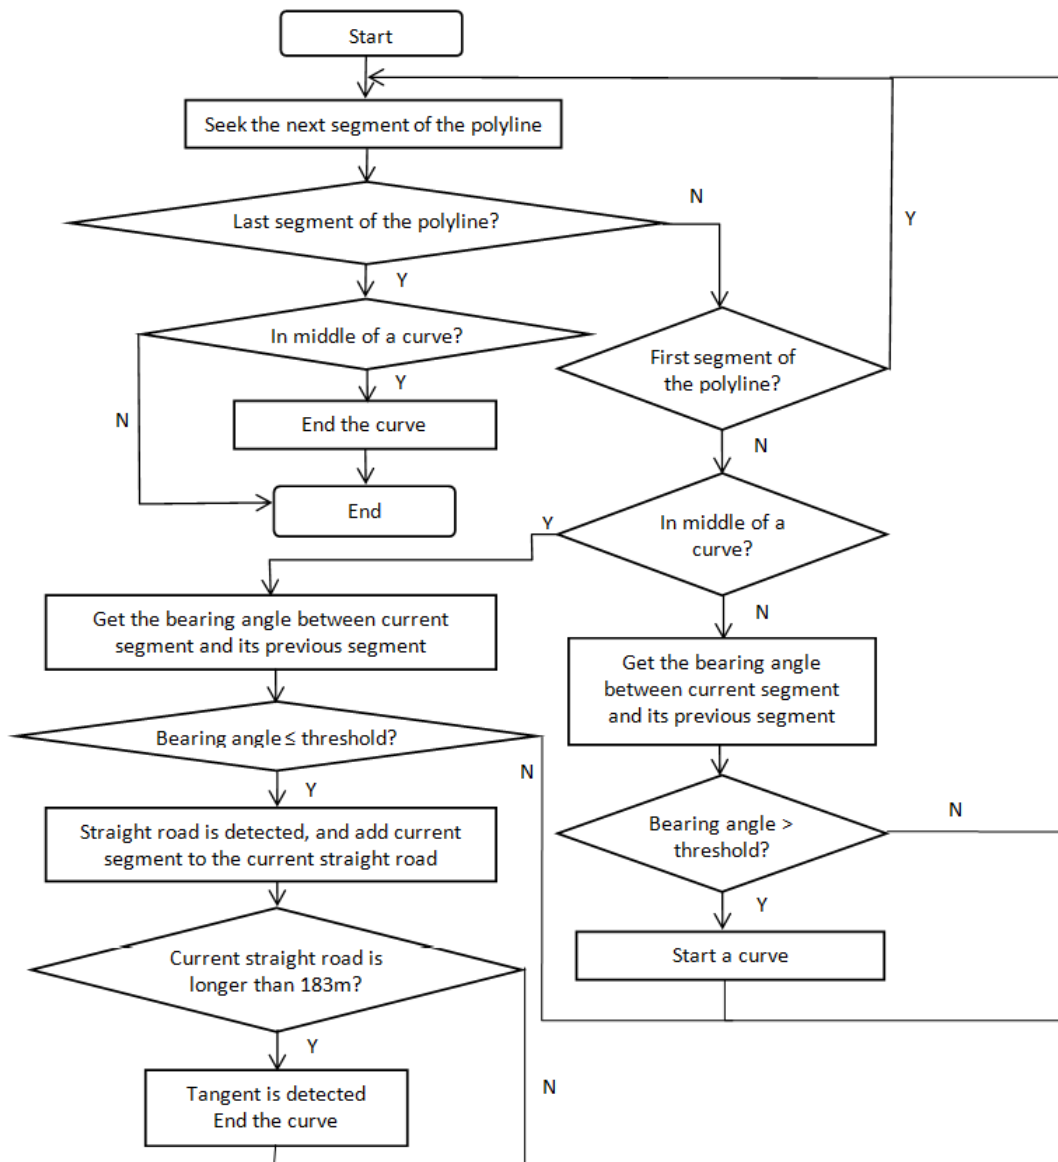 Start
Seek the next segment of the polyline
N
Last segment of the polyline?
Y
Y
In middle of a curve?
First segment of
the polyline?
Y
N
End the curve
N
End
Y
In middle of a
curve?
N
Get the bearing angle between current
segment and its previous segment
Get the bearing angle
between current segment
and its previous segment
Bearing angle ≤ threshold?
N
Y
N
Bearing angle >
threshold?
Straight road is detected, and add current
segment to the current straight road
Y
Start a curve
Current straight road is
longer than 183m?
Y
N
Tangent is detected
End the curve